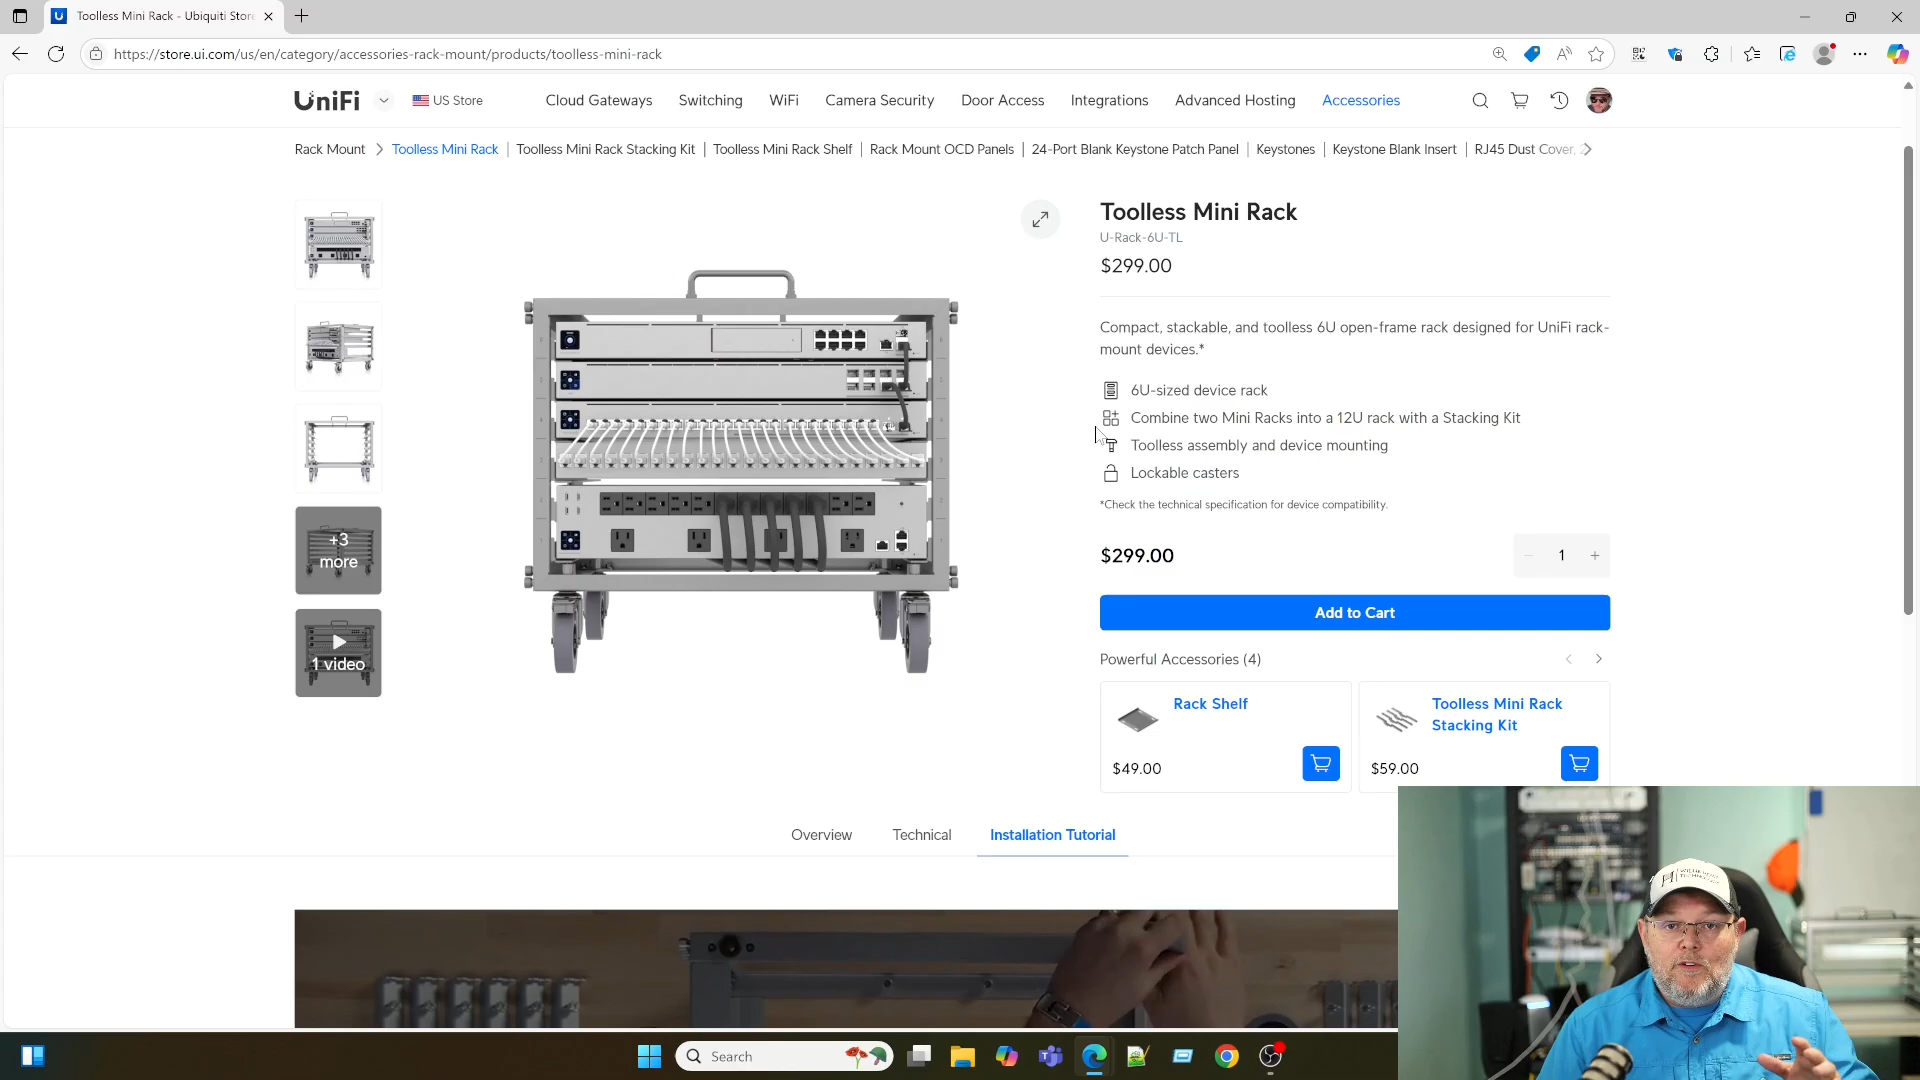 Toolless Mini Rack - Ubiquiti Store
https://store.ui.com/us/en/category/accessories-rack-mount/products/toolless-mini-rack
UniFi
US Store
Cloud Gateways
Switching
WiFi
Camera Security
Door Access
Integrations
Advanced Hosting
Accessories
Rack Mount
Toolless Mini Rack
Toolless Mini Rack Stacking Kit
Toolless Mini Rack Shelf
Rack Mount OCD Panels
24-Port Blank Keystone Patch Panel
Keystones
Keystone Blank Insert
RJ45 Dust Cover,
+3
more
1 video
Toolless Mini Rack
U-Rack-6U-TL
$299.00
Compact, stackable, and toolless 6U open-frame rack designed for UniFi rack-
mount devices.*
6U-sized device rack
Combine two Mini Racks into a 12U rack with a Stacking Kit
Toolless assembly and device mounting
Lockable casters
*Check the technical specification for device compatibility.
$299.00
1
Add to Cart
Powerful Accessories (4)
Rack Shelf
$49.00
Toolless Mini Rack
Stacking Kit
$59.00
Overview
Technical
Installation Tutorial
Search